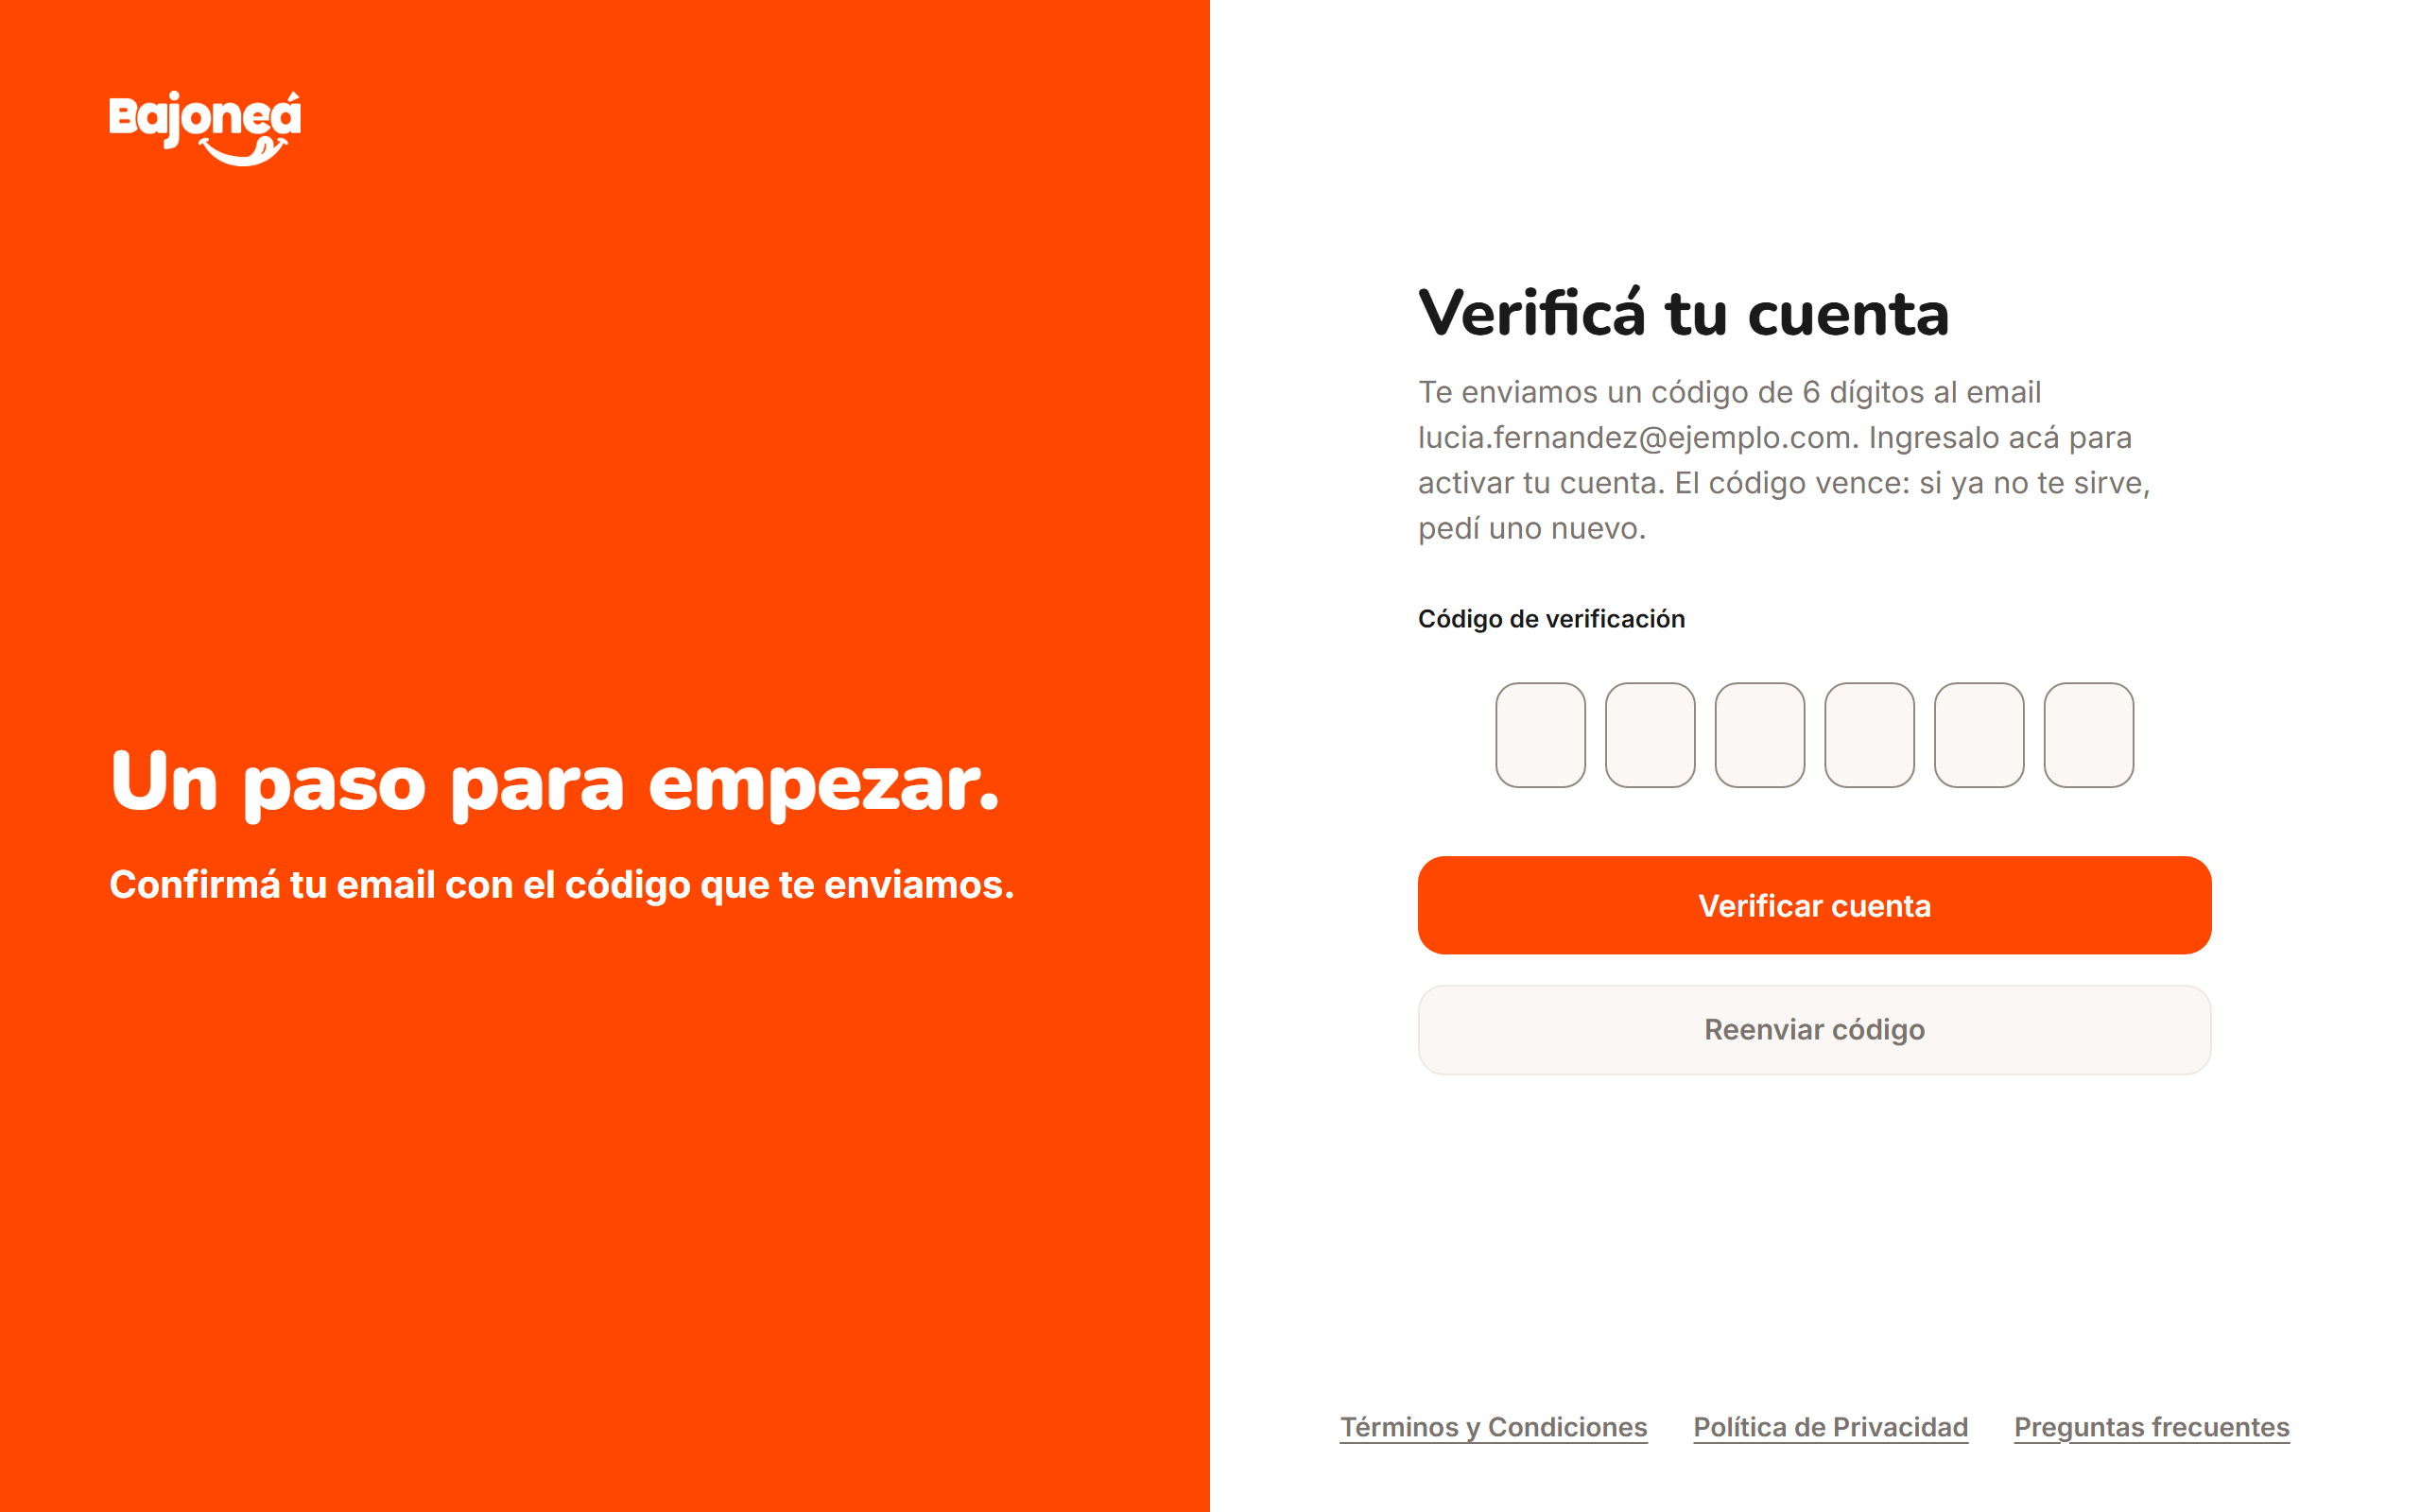 Bajoneá
Un paso para empezar.
Confirmá tu email con el código que te enviamos.
Verificá tu cuenta
Te enviamos un código de 6 dígitos al email
lucia.fernandez@ejemplo.com. Ingresalo acá para
activar tu cuenta. El código vence: si ya no te sirve,
pedí uno nuevo.
Código de verificación
Verificar cuenta
Reenviar código
Términos y Condiciones
Política de Privacidad
Preguntas frecuentes